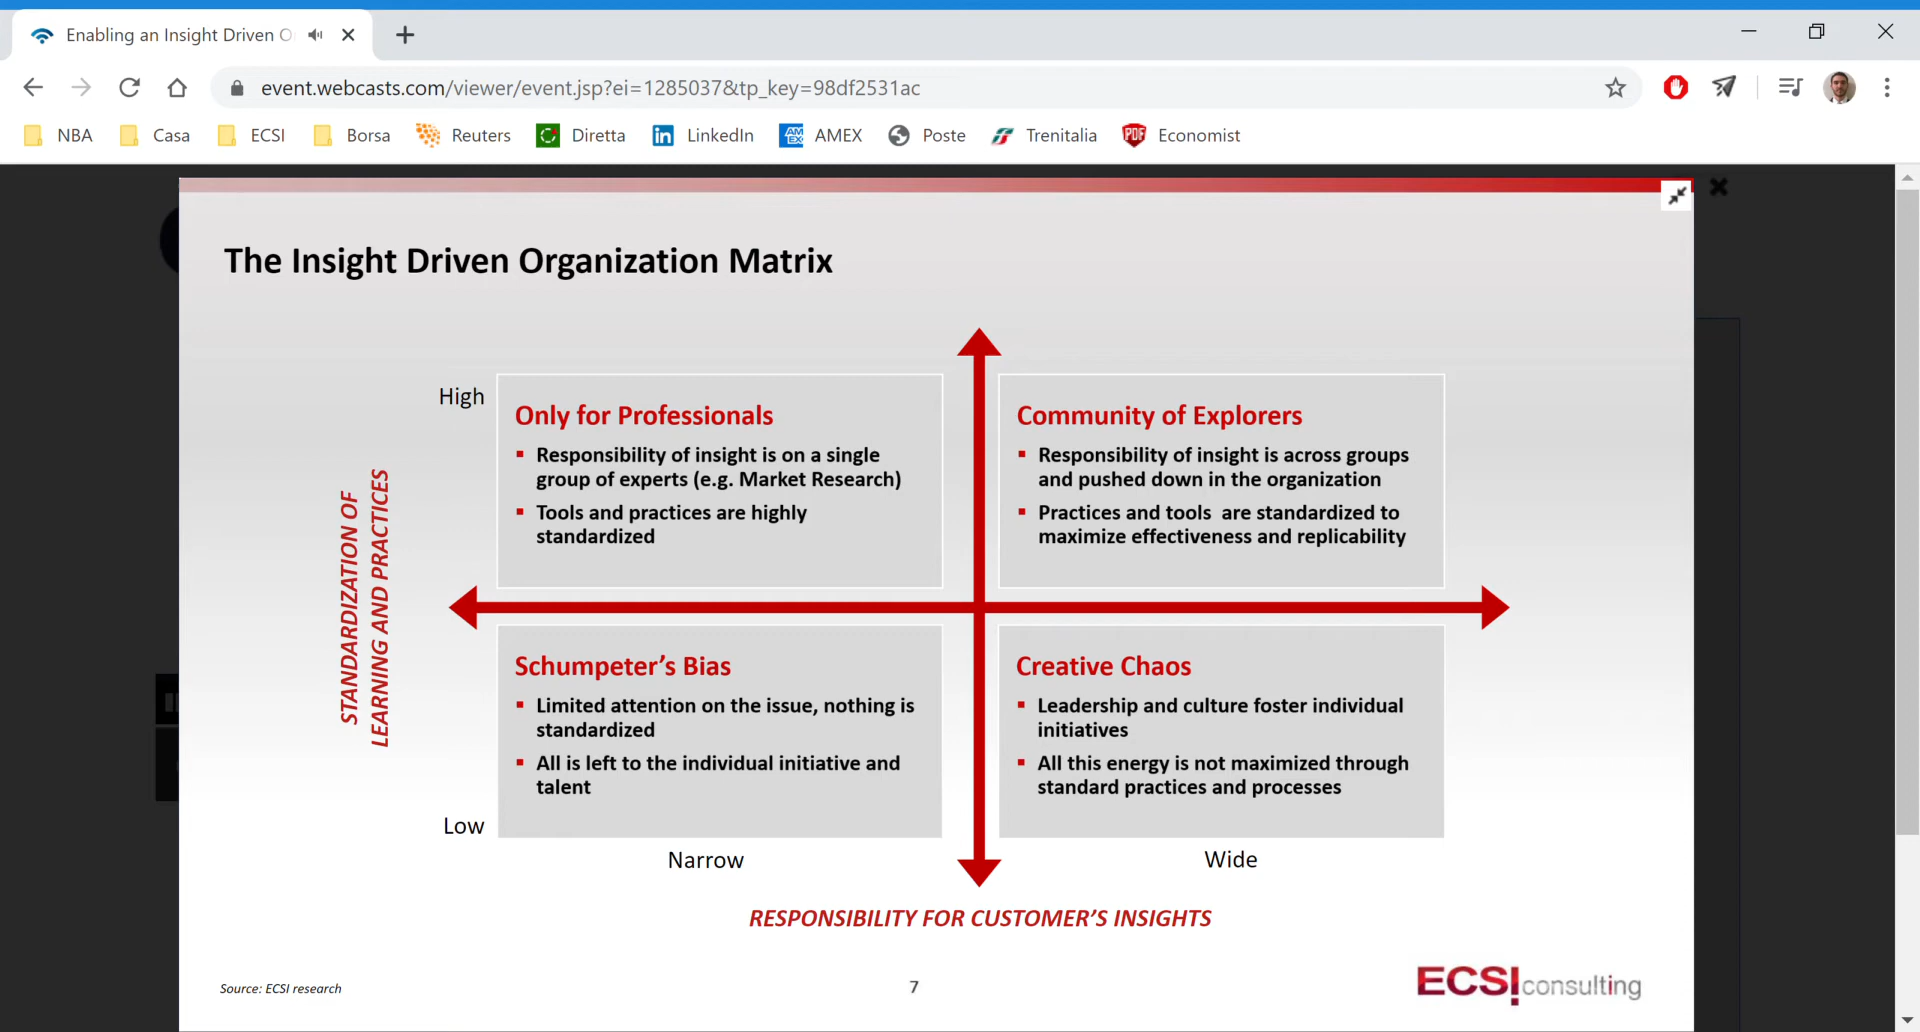 Enabling an Insight Driven O
event.webcasts.com/viewer/event.jsp?ei=1285037&tp_key=98df2531ac
NBA Casa ECSI Borsa Reuters Diretta LinkedIn AMEX Poste Trenitalia Economist
The Insight Driven Organization Matrix
High
STANDARDIZATION OF
LEARNING AND PRACTICES
Only for Professionals
Responsibility of insight is on a single
group of experts (e.g. Market Research)
Tools and practices are highly
standardized
Community of Explorers
Responsibility of insight is across groups
and pushed down in the organization
Practices and tools are standardized to
maximize effectiveness and replicability
Schumpeter’s Bias
Limited attention on the issue, nothing is
standardized
All is left to the individual initiative and
talent
Creative Chaos
Leadership and culture foster individual
initiatives
All this energy is not maximized through
standard practices and processes
Low
Narrow
Wide
RESPONSIBILITY FOR CUSTOMER’S INSIGHTS
Source: ECSI research
7
ECSI consulting